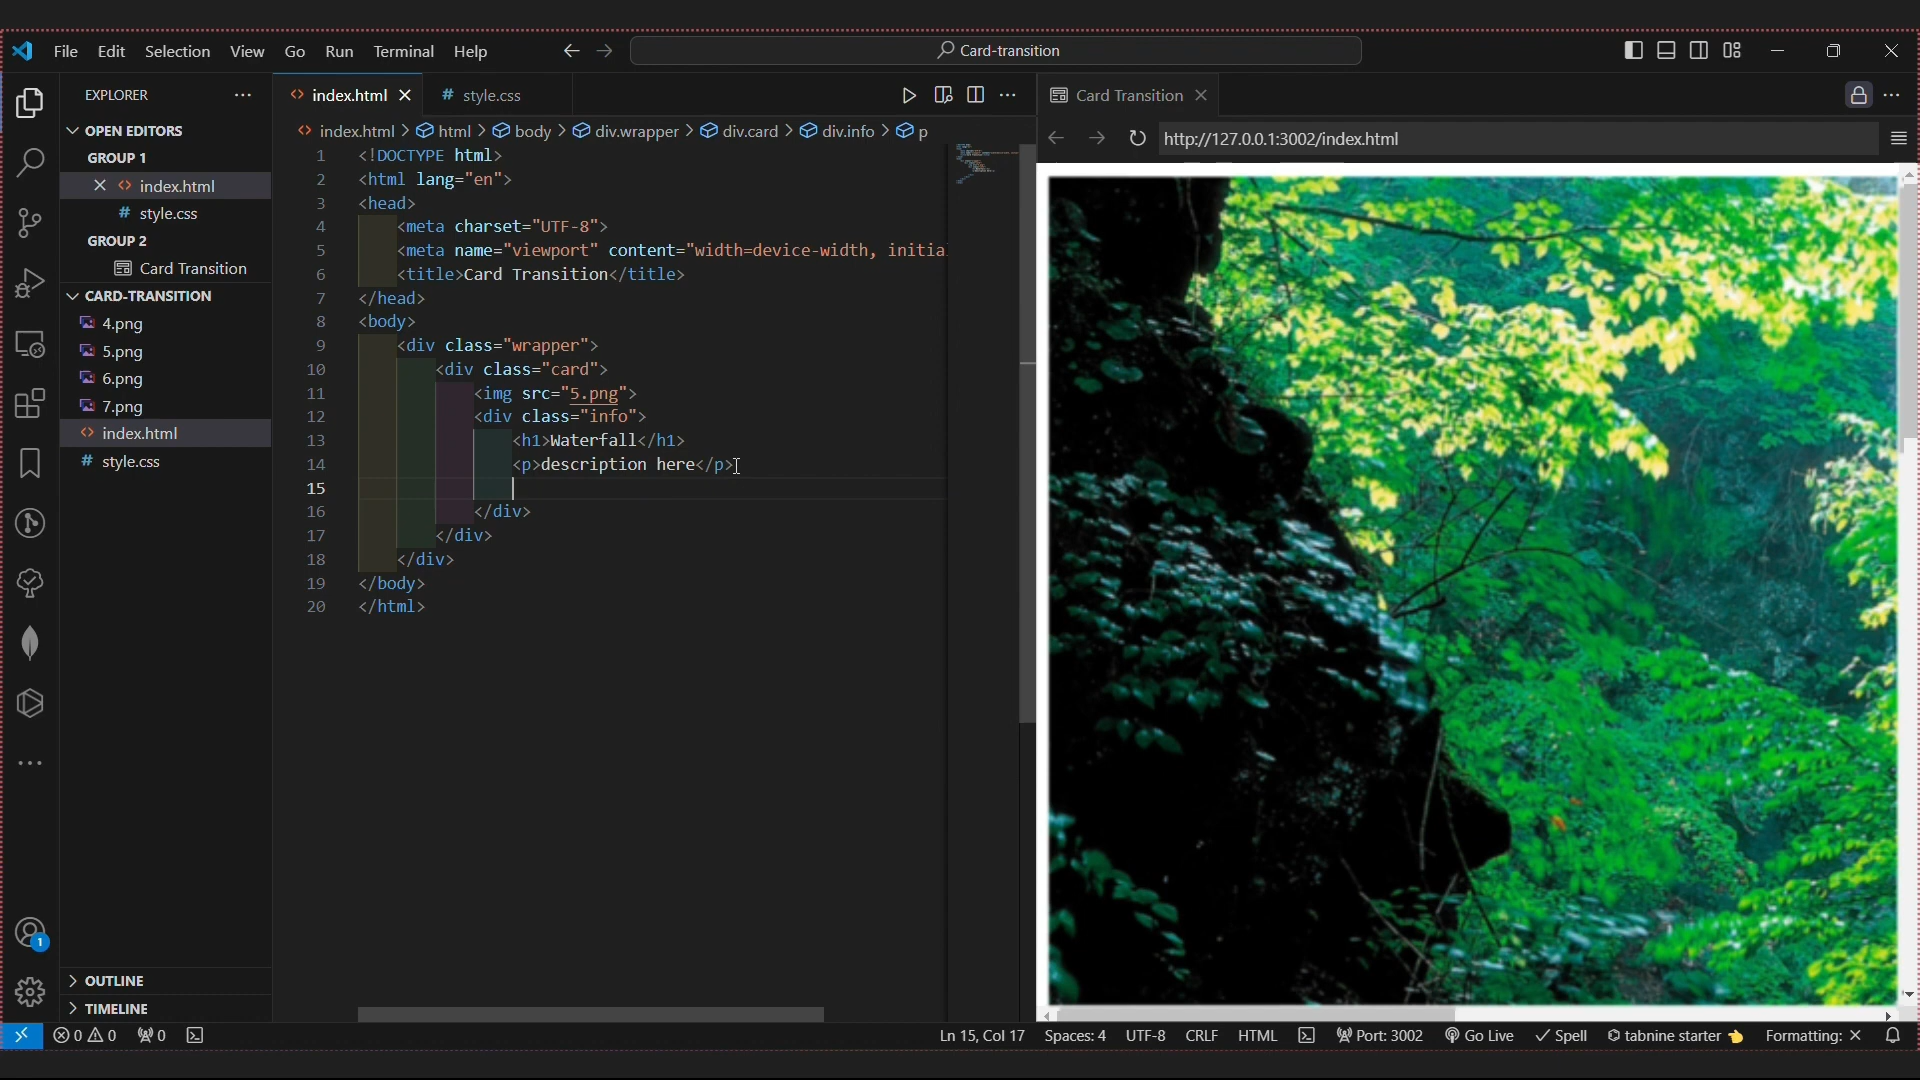 File Edit Selection View Go Run Terminal Help
Card-transition
EXPLORER
OPEN EDITORS
GROUP 1
index.html
# style.css
GROUP 2
Card Transition
CARD-TRANSITION
4.png
5.png
6.png
7.png
index.html
# style.css
OUTLINE
TIMELINE
1
index.html
# style.css
index.html > html > body > div.wrapper > div.card > div.info > p
1 <!DOCTYPE html>
2 <html lang="en">
3 <head>
4 <meta charset="UTF-8">
5 <meta name="viewport" content="width=device-width, initial
6 <title>Card Transition</title>
7 </head>
8 <body>
9 <div class="wrapper">
10 <div class="card">
11 <img src="5.png">
12 <div class="info">
13 <h1>Waterfall</h1>
14 <p>description here</p>
15
16 </div>
17 </div>
18 </div>
19 </body>
20 </html>
Card Transition
http://127.0.0.1:3002/index.html
0 0 0 Ln 15, Col 17 Spaces: 4 UTF-8 CRLF HTML Port: 3002 Go Live Spell tabnine starter Formatting: